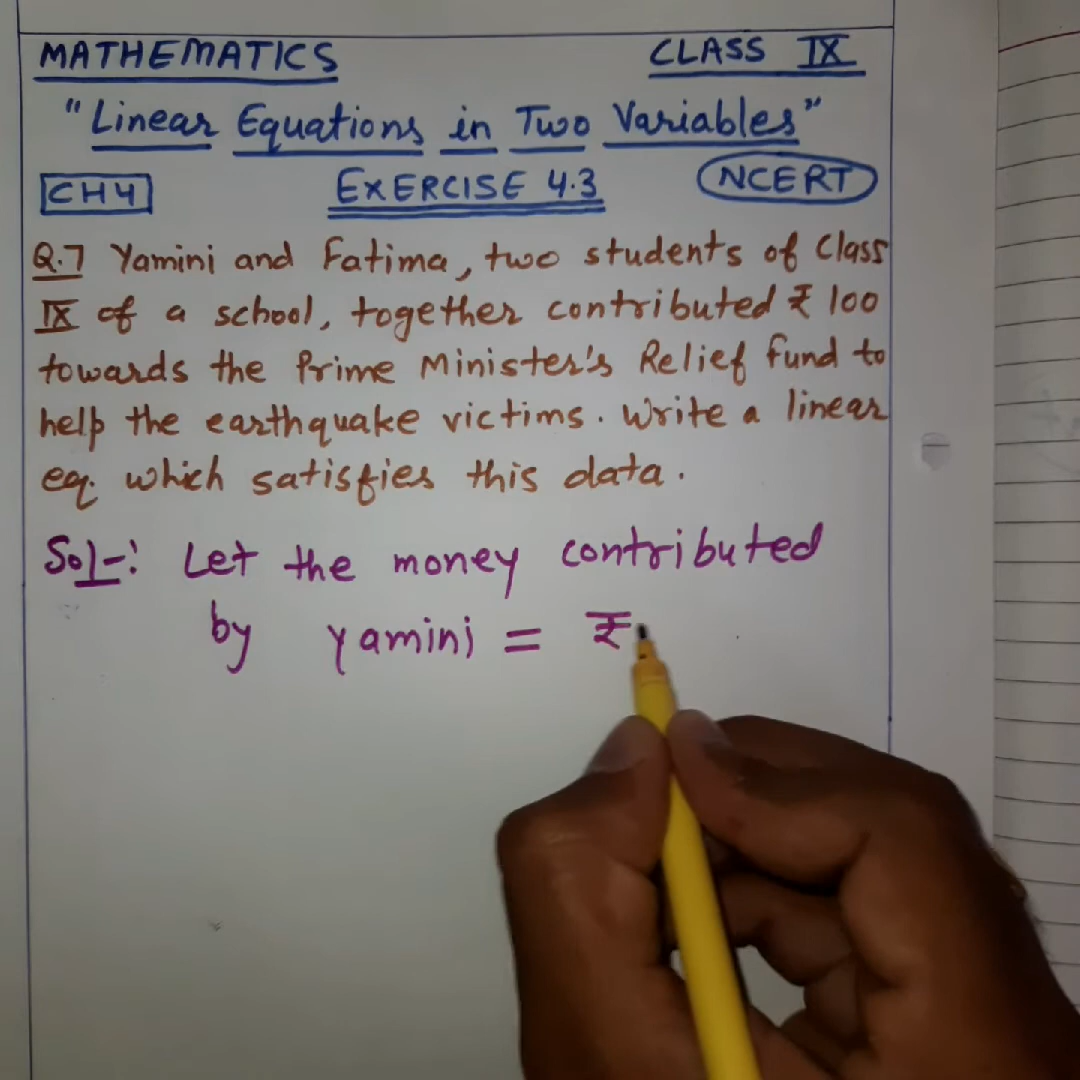 MATHEMATICS CLASS IX
"Linear Equations in Two Variables"
CH4 EXERCISE 4.3 NCERT
Q.7 Yamini and Fatima, two students of Class
IX of a school, together contributed ₹ 100
towards the Prime Minister's Relief Fund to
help the earthquake victims. Write a linear
eq. which satisfies this data.
Sol-: Let the money contributed
by Yamini = ₹